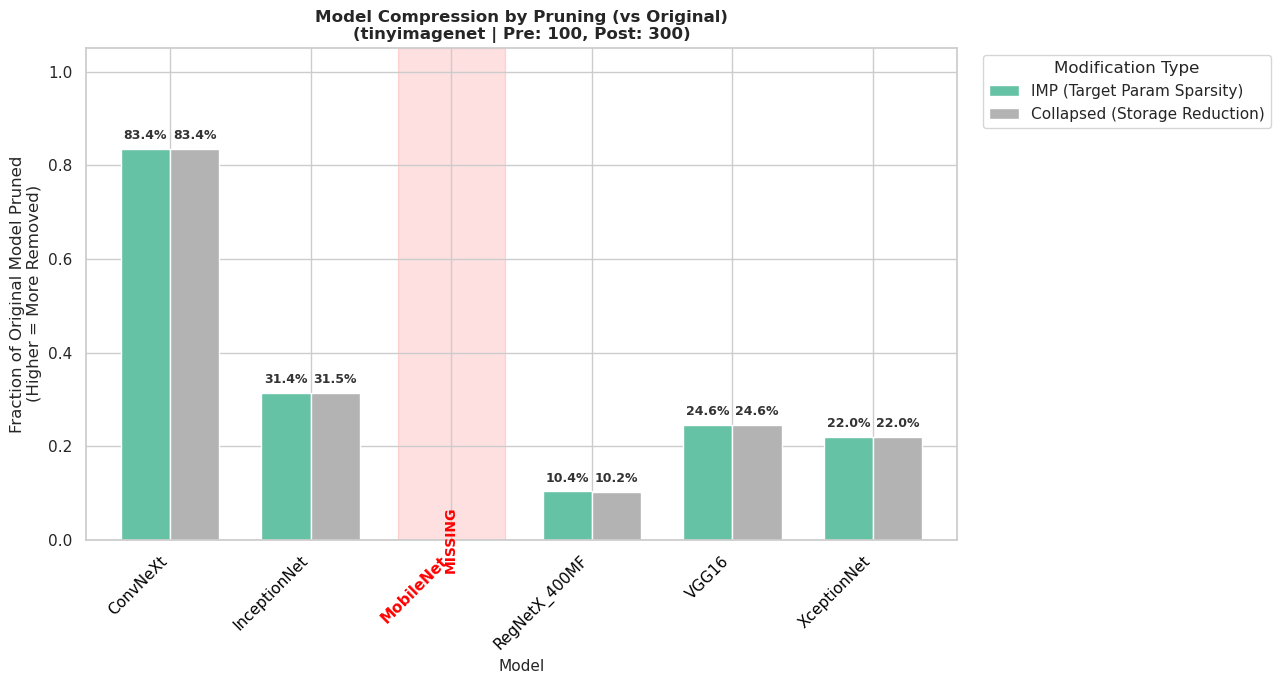 Model Compression by Pruning (vs Original)
(tinyimagenet | Pre: 100, Post: 300)
Modification Type
IMP (Target Param Sparsity)
Collapsed (Storage Reduction)
Fraction of Original Model Pruned
(Higher = More Removed)
1.0
0.8
0.6
0.4
0.2
0.0
83.4% 83.4%
31.4% 31.5%
MISSING
10.4% 10.2%
24.6% 24.6%
22.0% 22.0%
ConvNeXt
InceptionNet
MobileNet
RegNetX_400MF
VGG16
XceptionNet
Model